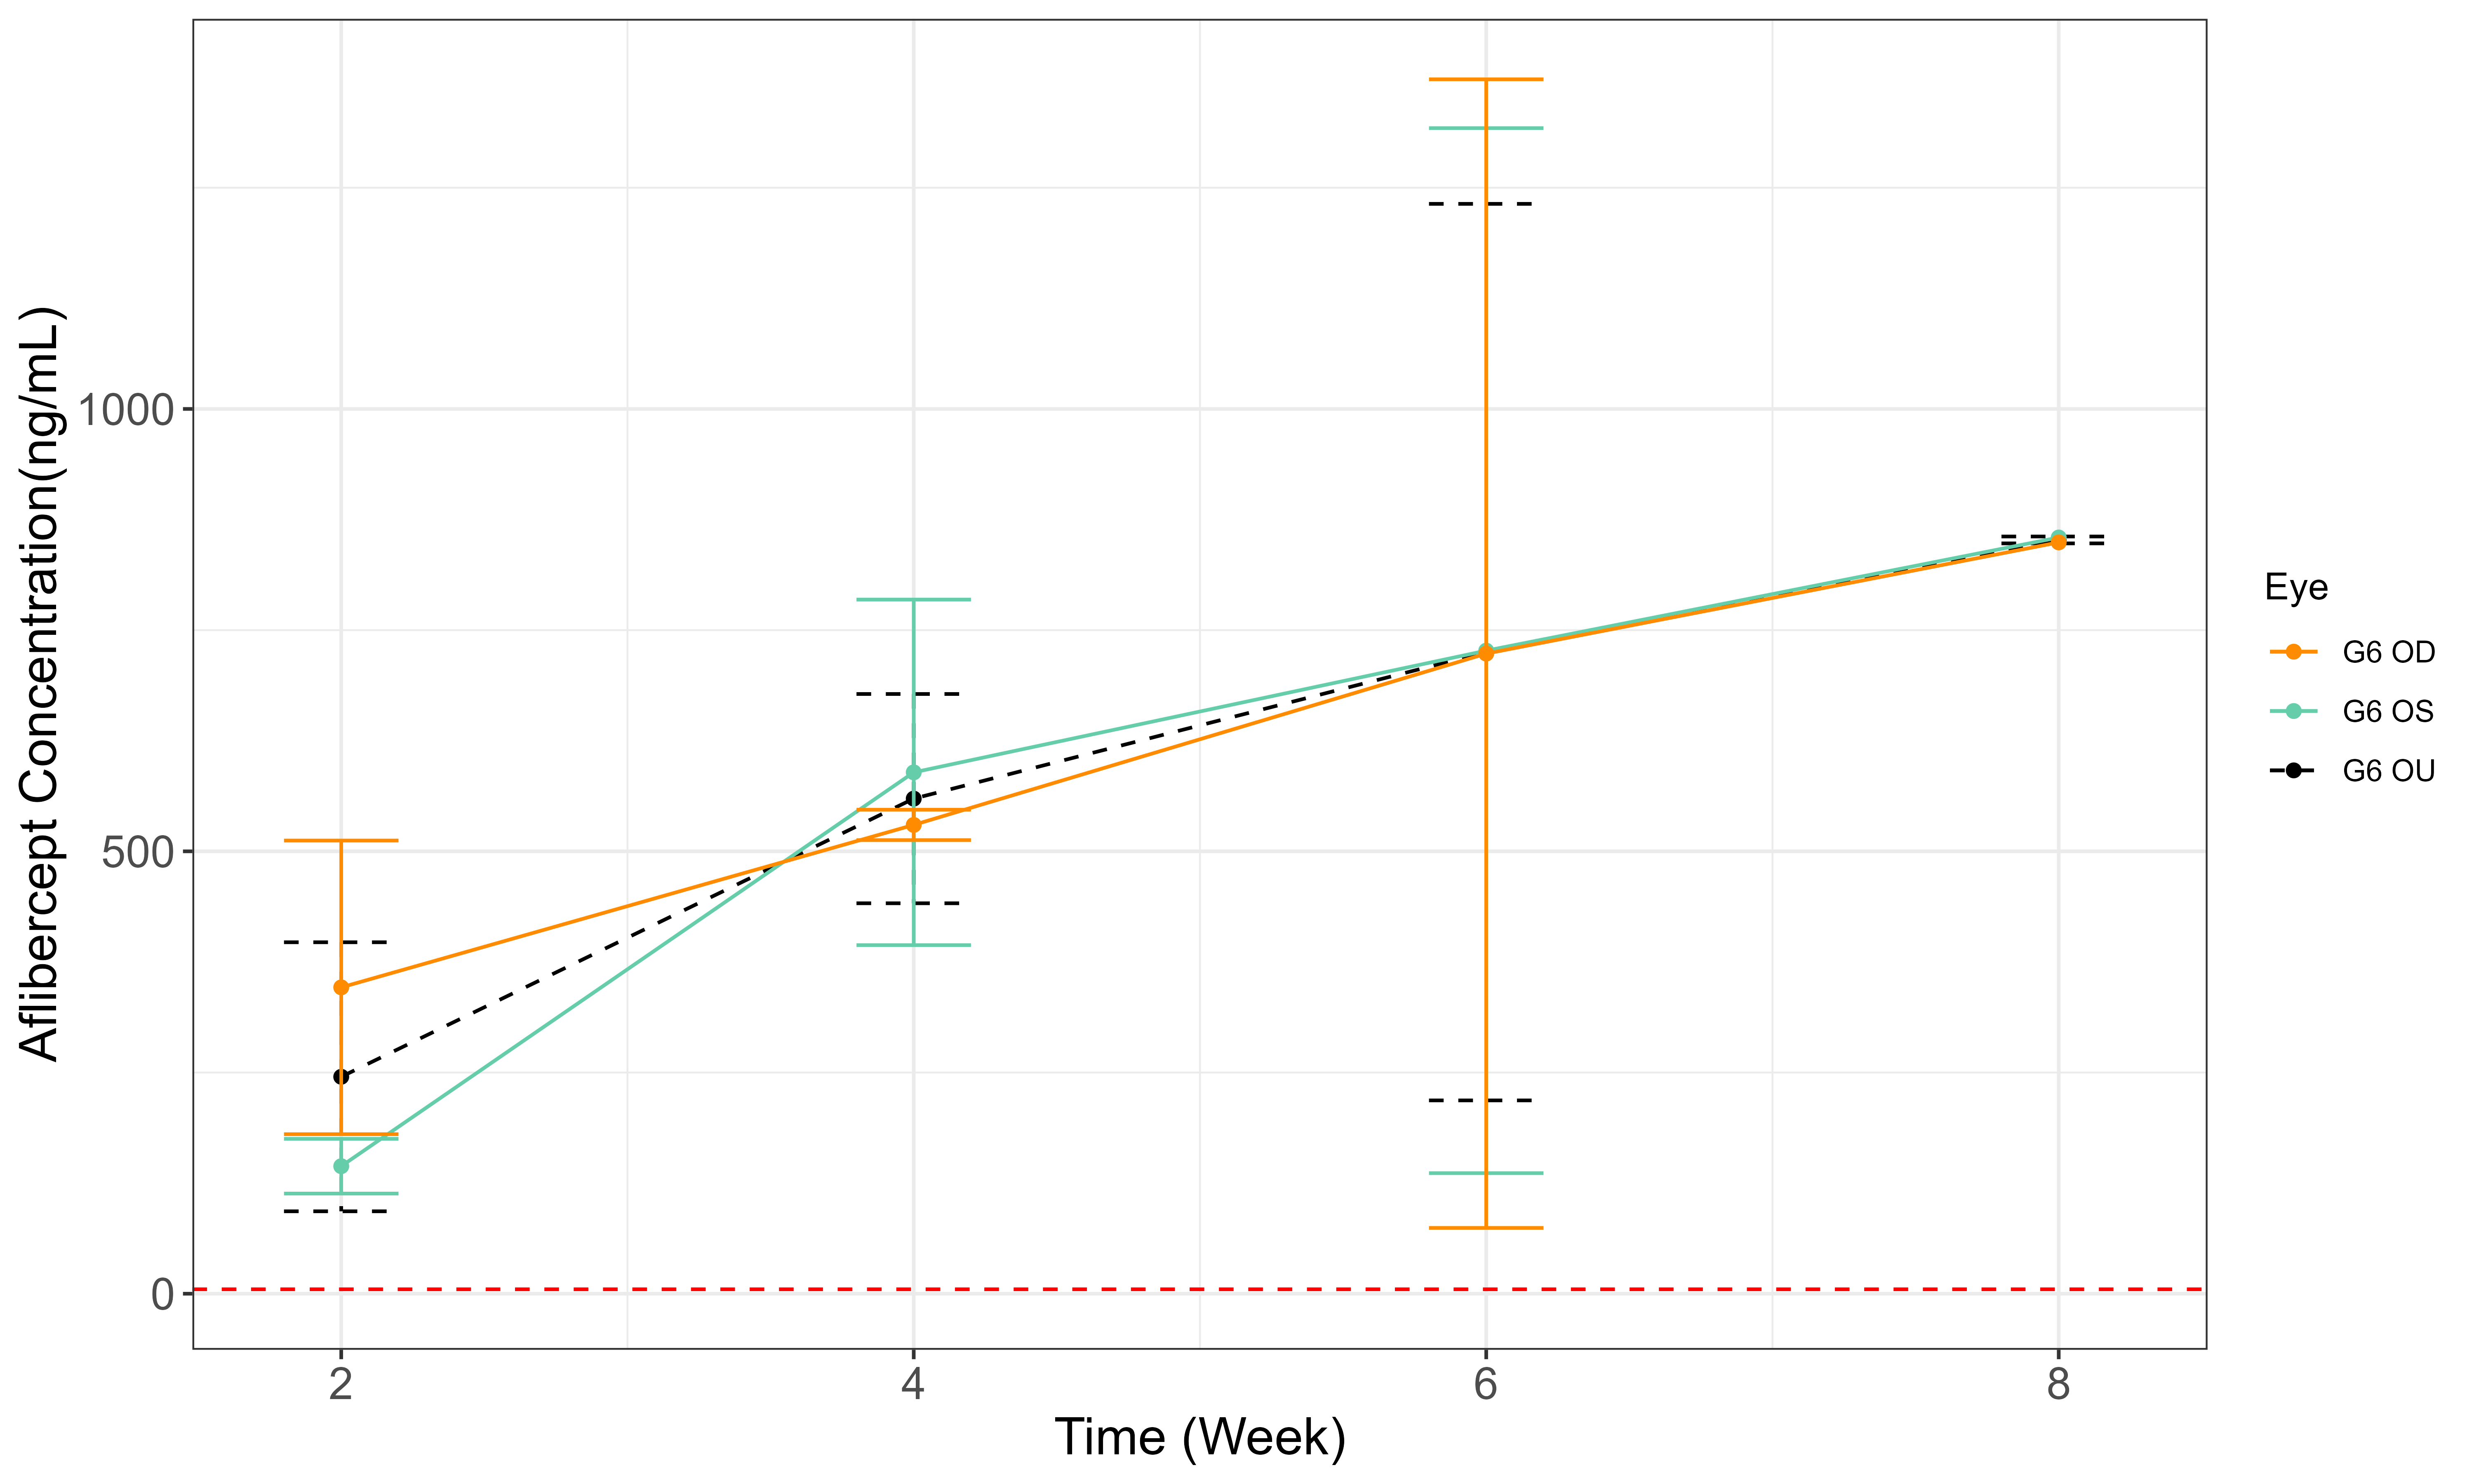 Aflibercept Concentration(ng/mL)
1000
500
0
2
4
6
8
Time (Week)
Eye
G6 OD
G6 OS
G6 OU